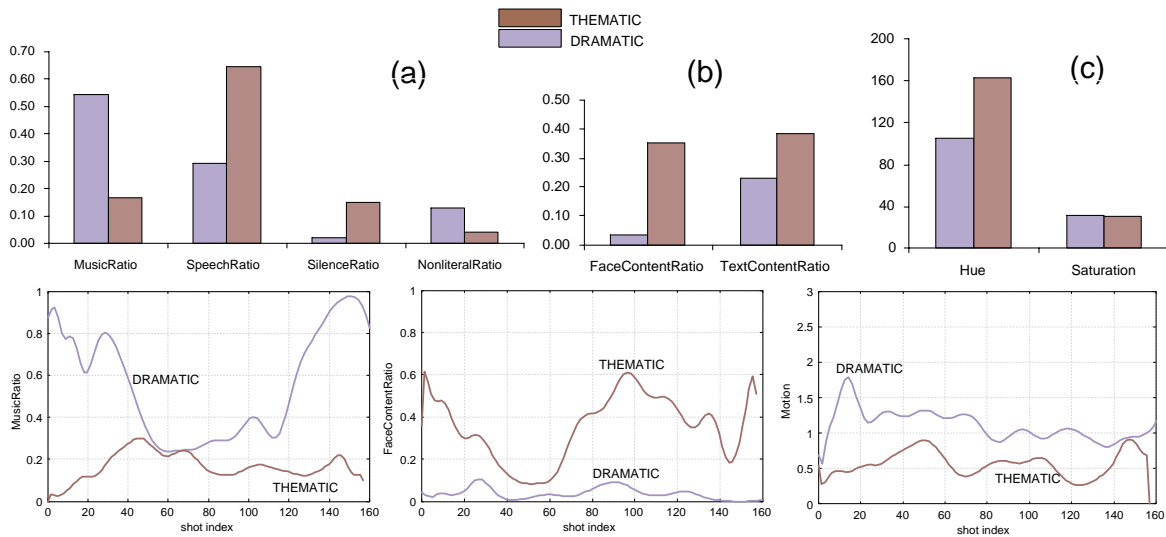 THEMATIC
DRAMATIC
(a)
0.70
0.60
0.50
0.40
0.30
0.20
0.10
0.00
MusicRatio SpeechRatio SilenceRatio NonliteralRatio
(b)
0.50
0.40
0.30
0.20
0.10
0.00
FaceContentRatio TextContentRatio
(c)
200
160
120
80
40
0
Hue Saturation
1
0.8
0.6
0.4
0.2
0
MusicRatio
DRAMATIC
THEMATIC
0 20 40 60 80 100 120 140 160
shot index
1
0.8
0.6
0.4
0.2
0
FaceContentRatio
THEMATIC
DRAMATIC
0 20 40 60 80 100 120 140 160
shot index
3
2.5
2
1.5
1
0.5
0
Motion
DRAMATIC
THEMATIC
0 20 40 60 80 100 120 140 160
shot index